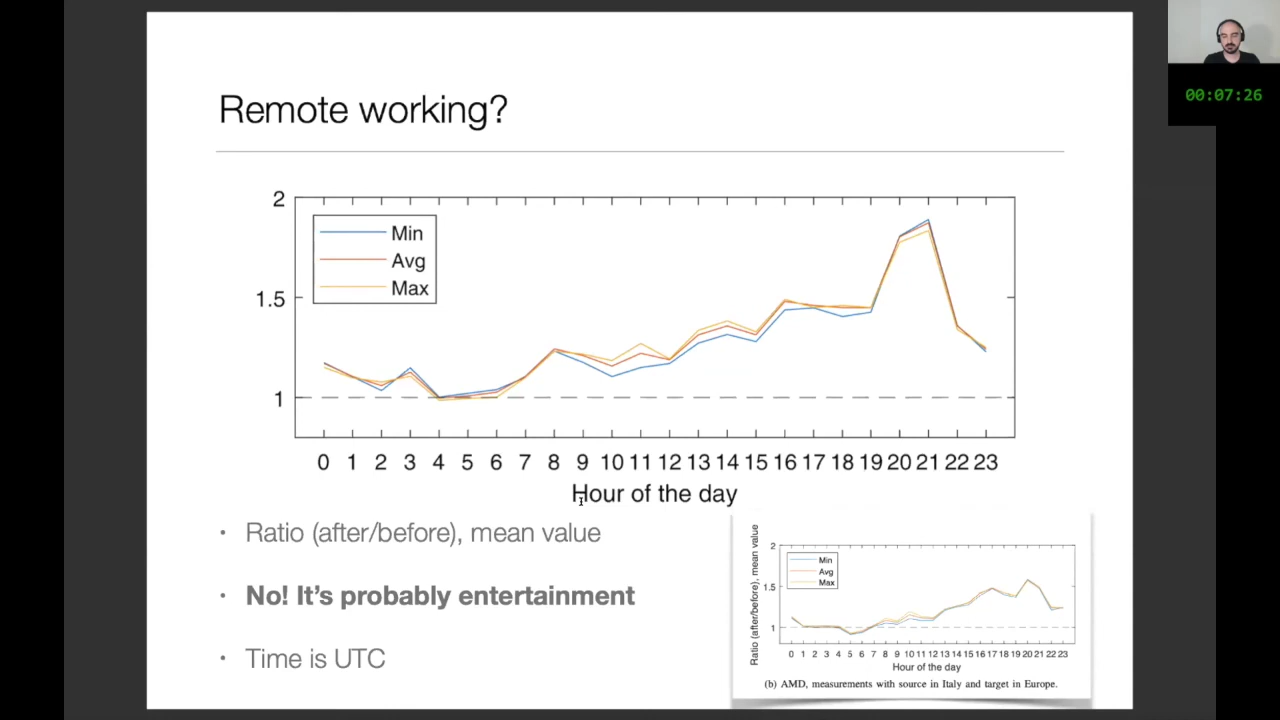 00:07:26
Remote working?
2
1.5
1
Min
Avg
Max
0 1 2 3 4 5 6 7 8 9 10 11 12 13 14 15 16 17 18 19 20 21 22 23
Hour of the day
• Ratio (after/before), mean value
• No! It's probably entertainment
• Time is UTC
Ratio (after/before), mean value
2
1.5
1
Min
Avg
Max
0 1 2 3 4 5 6 7 8 9 10 11 12 13 14 15 16 17 18 19 20 21 22 23
Hour of the day
(b) AMD, measurements with source in Italy and target in Europe.